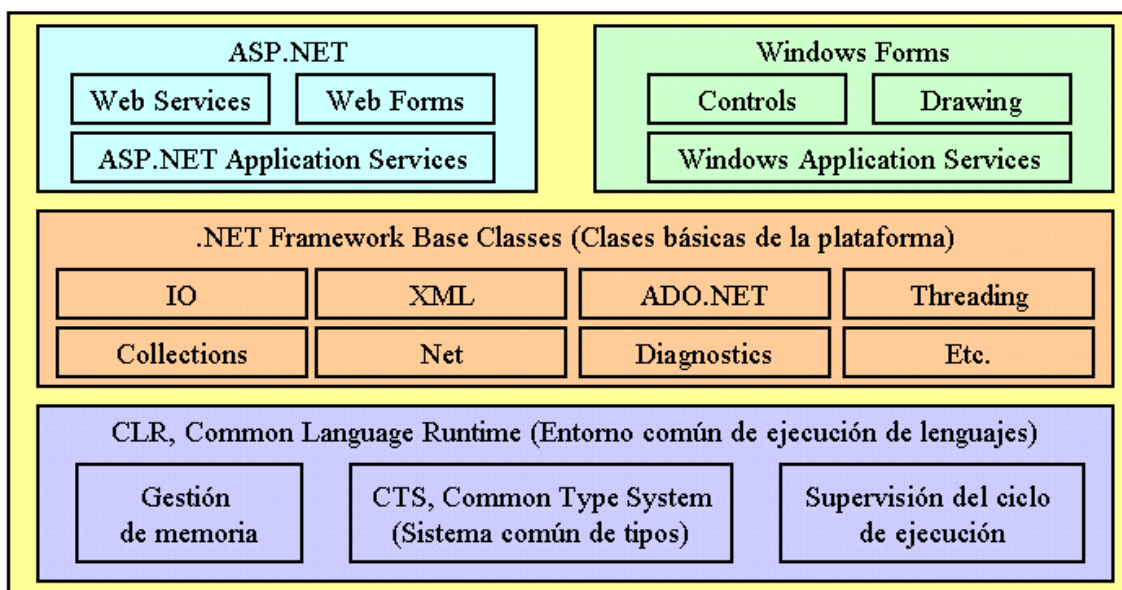 ASP.NET
Web Services
Web Forms
ASP.NET Application Services
Windows Forms
Controls
Drawing
Windows Application Services
.NET Framework Base Classes (Clases básicas de la plataforma)
IO
XML
ADO.NET
Threading
Collections
Net
Diagnostics
Etc.
CLR, Common Language Runtime (Entorno común de ejecución de lenguajes)
Gestión
de memoria
CTS, Common Type System
(Sistema común de tipos)
Supervisión del ciclo
de ejecución